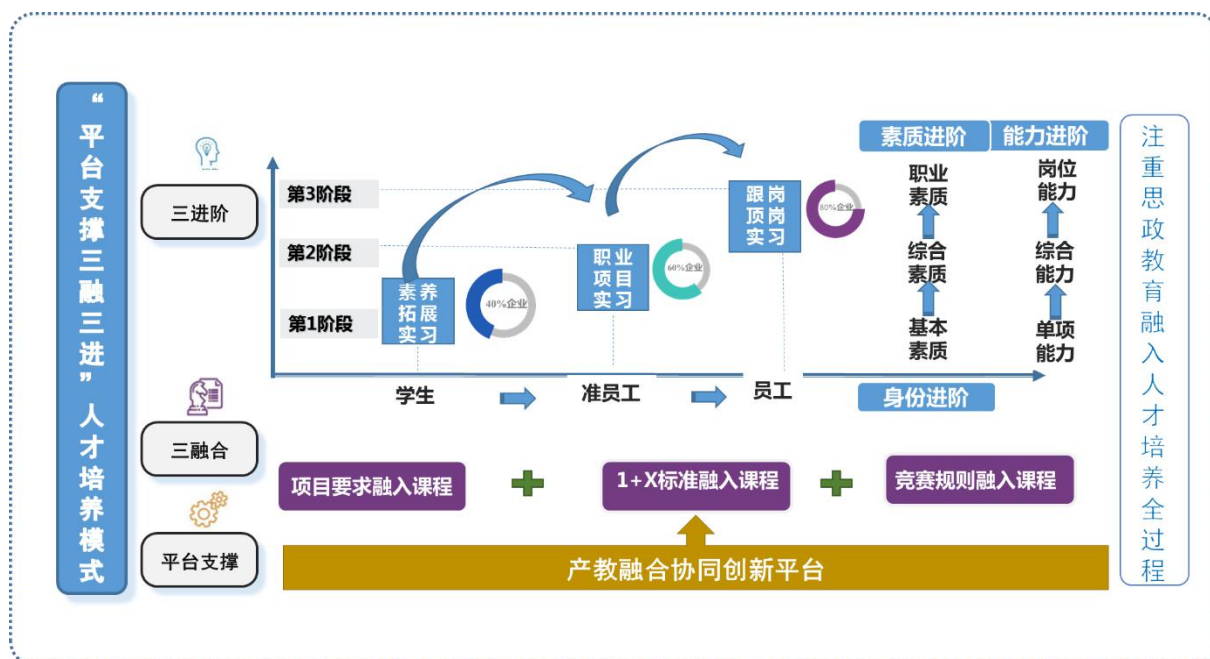 “平台支撑三融三进”人才培养模式
三进阶
第3阶段
第2阶段
第1阶段
素养
拓展
实习
40%企业
职业
项目
实习
60%企业
跟岗
顶岗
实习
80%企业
素质进阶
职业
素质
综合
素质
基本
素质
能力进阶
岗位
能力
综合
能力
单项
能力
学生
准员工
员工
身份进阶
三融合
项目要求融入课程
1+X标准融入课程
竞赛规则融入课程
平台支撑
产教融合协同创新平台
注重思政教育融入人才培养全过程